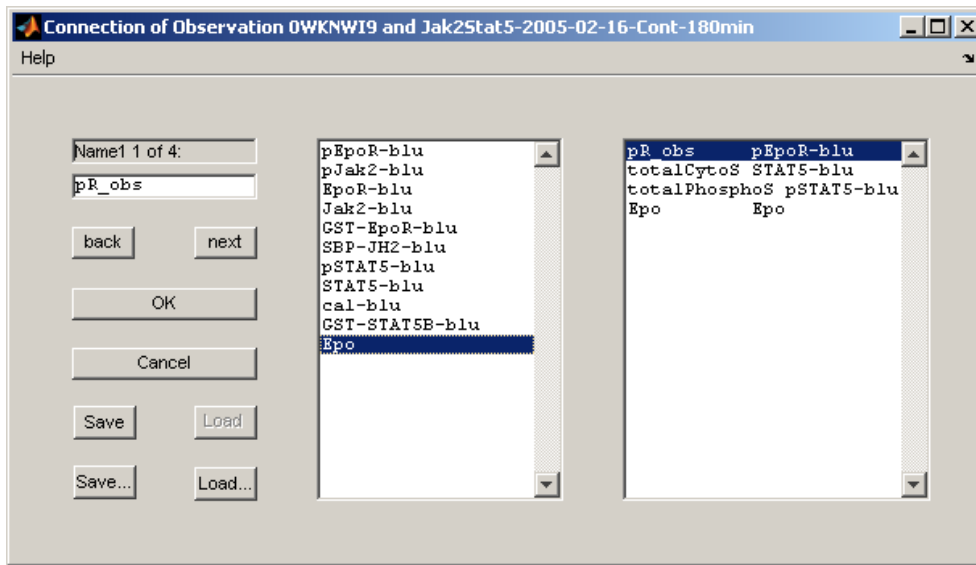 Connection of Observation 0WKNWI9 and Jak2Stat5-2005-02-16-Cont-180min
Help
Name1 1 of 4:
pR_obs
back next
OK
Cancel
Save Load
Save... Load...
pEpoR-blu
pJak2-blu
EpoR-blu
Jak2-blu
GST-EpoR-blu
SBP-JH2-blu
pSTAT5-blu
STAT5-blu
cal-blu
GST-STAT5B-blu
Epo
pR_obs pEpoR-blu
totalCytoS STAT5-blu
totalPhosphoS pSTAT5-blu
Epo Epo